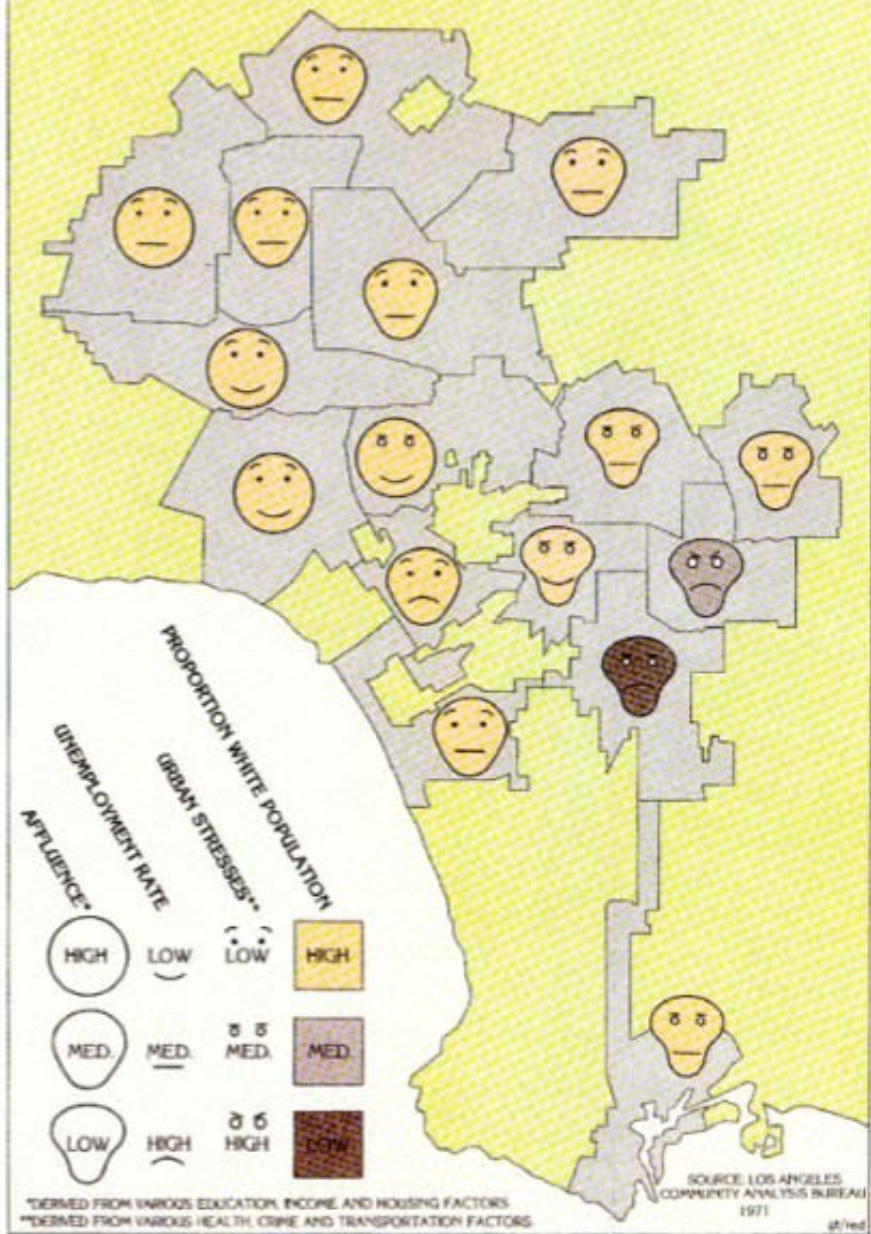 AFFLUENCE*
UNEMPLOYMENT RATE
URBAN STRESSES**
PROPORTION WHITE POPULATION
HIGH LOW LOW HIGH
MED. MED. MED. MED.
LOW HIGH HIGH LOW
*DERIVED FROM VARIOUS EDUCATION, INCOME AND HOUSING FACTORS
**DERIVED FROM VARIOUS HEALTH, CRIME AND TRANSPORTATION FACTORS
SOURCE: LOS ANGELES
COMMUNITY ANALYSIS BUREAU
1971